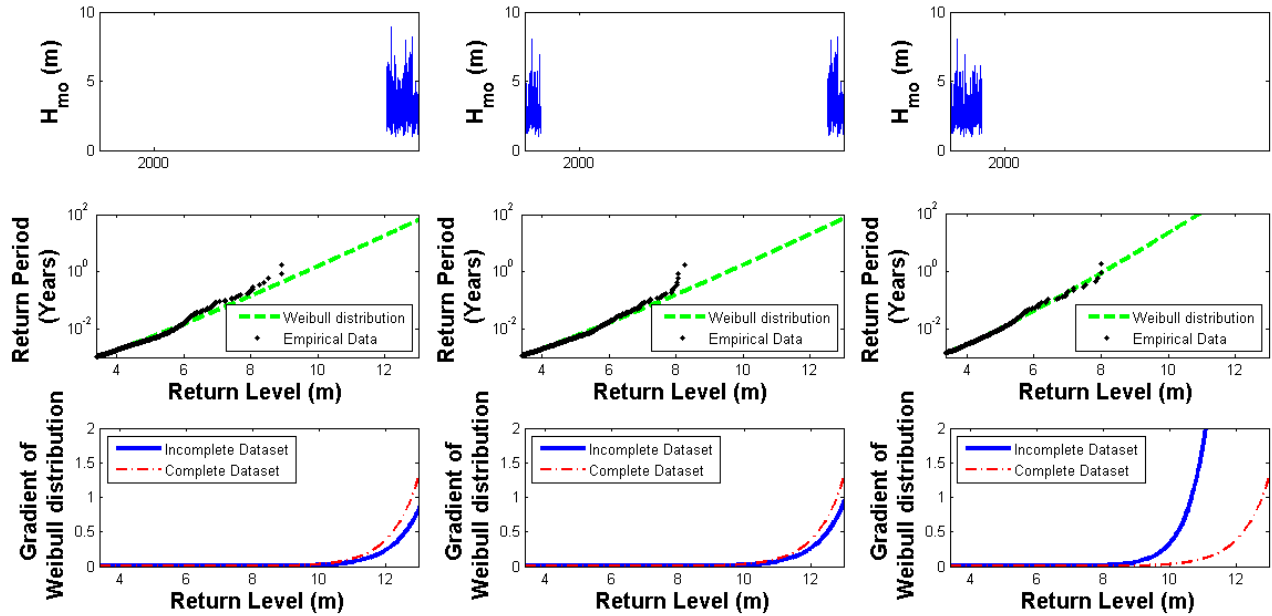 10
5
0
H_mo (m)
2000
10
5
0
H_mo (m)
2000
10
5
0
H_mo (m)
2000
10^2
10^0
10^-2
Return Period
(Years)
Weibull distribution
Empirical Data
4 6 8 10 12
Return Level (m)
10^2
10^0
10^-2
Return Period
(Years)
Weibull distribution
Empirical Data
4 6 8 10 12
Return Level (m)
10^2
10^0
10^-2
Return Period
(Years)
Weibull distribution
Empirical Data
4 6 8 10 12
Return Level (m)
2
1.5
1
0.5
0
Gradient of
Weibull distribution
Incomplete Dataset
Complete Dataset
4 6 8 10 12
Return Level (m)
2
1.5
1
0.5
0
Gradient of
Weibull distribution
Incomplete Dataset
Complete Dataset
4 6 8 10 12
Return Level (m)
2
1.5
1
0.5
0
Gradient of
Weibull distribution
Incomplete Dataset
Complete Dataset
4 6 8 10 12
Return Level (m)